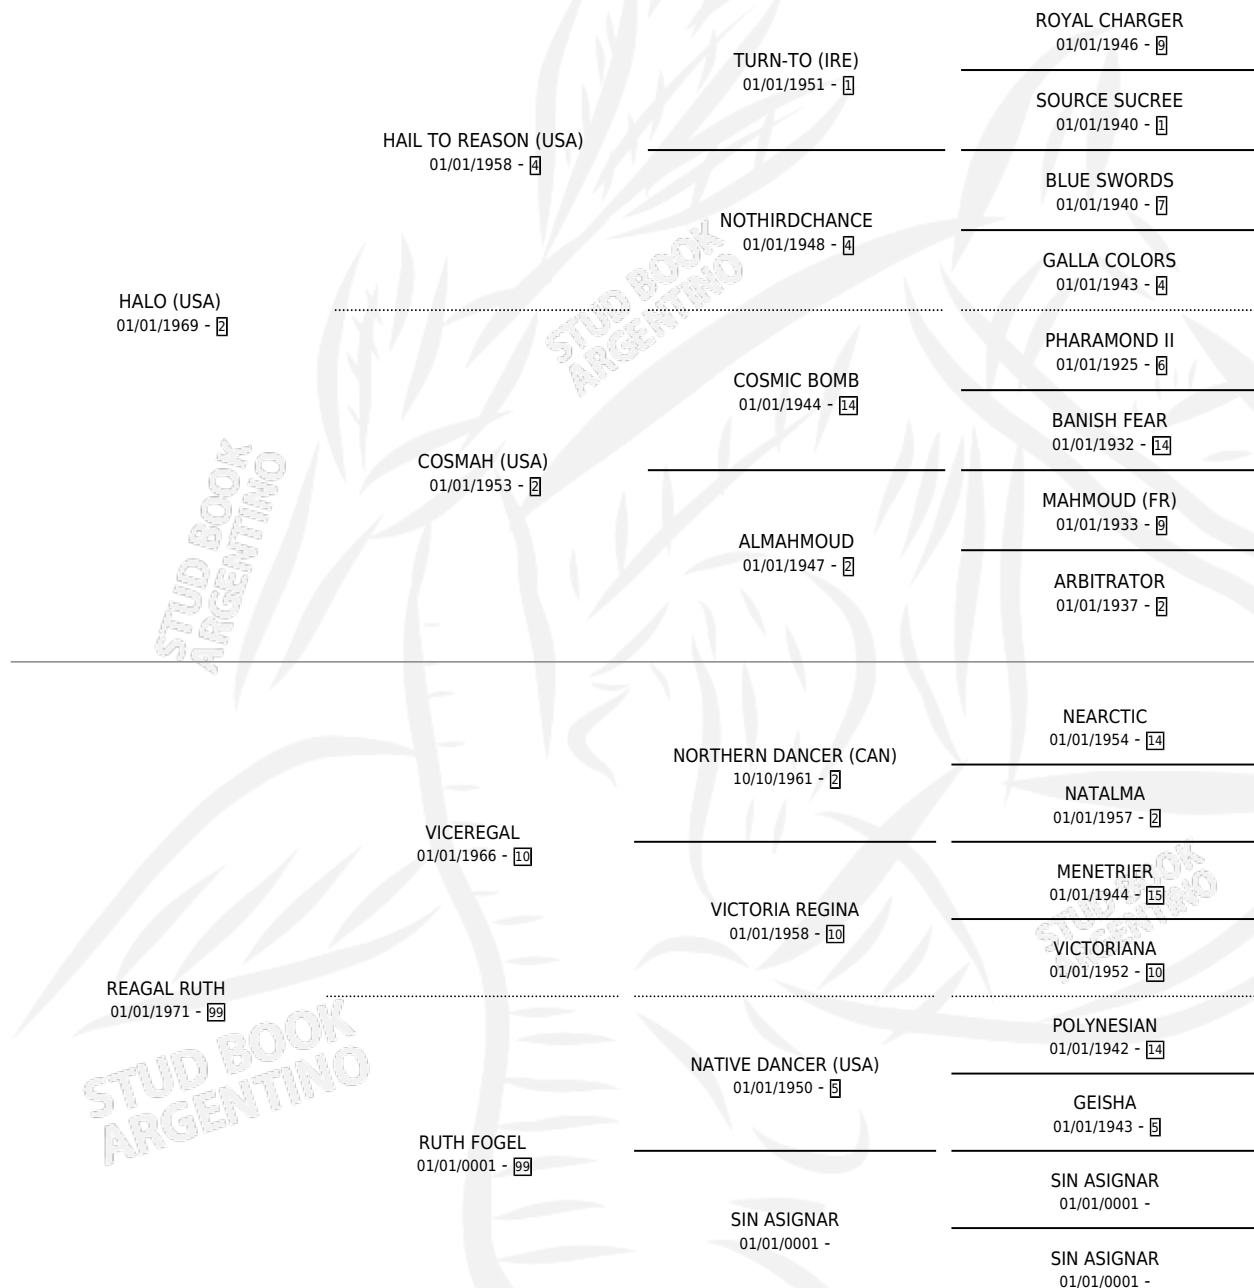 ROYAL CHARGER
01/01/1946 - 9
TURN-TO (IRE)
01/01/1951 - 1
SOURCE SUCREE
01/01/1940 - 1
HAIL TO REASON (USA)
01/01/1958 - 4
BLUE SWORDS
01/01/1940 - 7
NOTHIRDCHANCE
01/01/1948 - 4
GALLA COLORS
01/01/1943 - 4
HALO (USA)
01/01/1969 - 2
PHARAMOND II
01/01/1925 - 6
COSMIC BOMB
01/01/1944 - 14
BANISH FEAR
01/01/1932 - 14
COSMAH (USA)
01/01/1953 - 2
MAHMOUD (FR)
01/01/1933 - 9
ALMAHMOUD
01/01/1947 - 2
ARBITRATOR
01/01/1937 - 2
NEARCTIC
01/01/1954 - 14
NORTHERN DANCER (CAN)
10/10/1961 - 2
NATALMA
01/01/1957 - 2
VICEREGAL
01/01/1966 - 10
MENETRIER
01/01/1944 - 15
VICTORIA REGINA
01/01/1958 - 10
VICTORIANA
01/01/1952 - 10
REAGAL RUTH
01/01/1971 - 99
POLYNESIAN
01/01/1942 - 14
NATIVE DANCER (USA)
01/01/1950 - 5
GEISHA
01/01/1943 - 5
RUTH FOGEL
01/01/0001 - 99
SIN ASIGNAR
01/01/0001 -
SIN ASIGNAR
01/01/0001 -
SIN ASIGNAR
01/01/0001 -
STUD BOOK
ARGENTINO
STUD BOOK
ARGENTINO
STUD BOOK
ARGENTINO
STUD BOOK
ARGENTINO